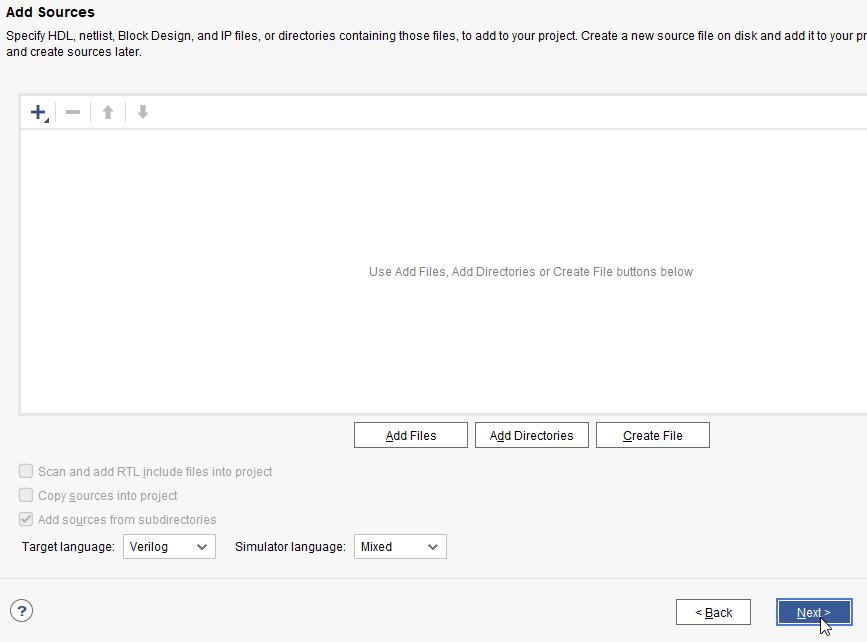 Add Sources
Specify HDL, netlist, Block Design, and IP files, or directories containing those files, to add to your project. Create a new source file on disk and add it to your
and create sources later.
Use Add Files, Add Directories or Create File buttons below
Add Files Add Directories Create File
Scan and add RTL include files into project
Copy sources into project
Add sources from subdirectories
Target language: Verilog Simulator language: Mixed
? < Back Next >